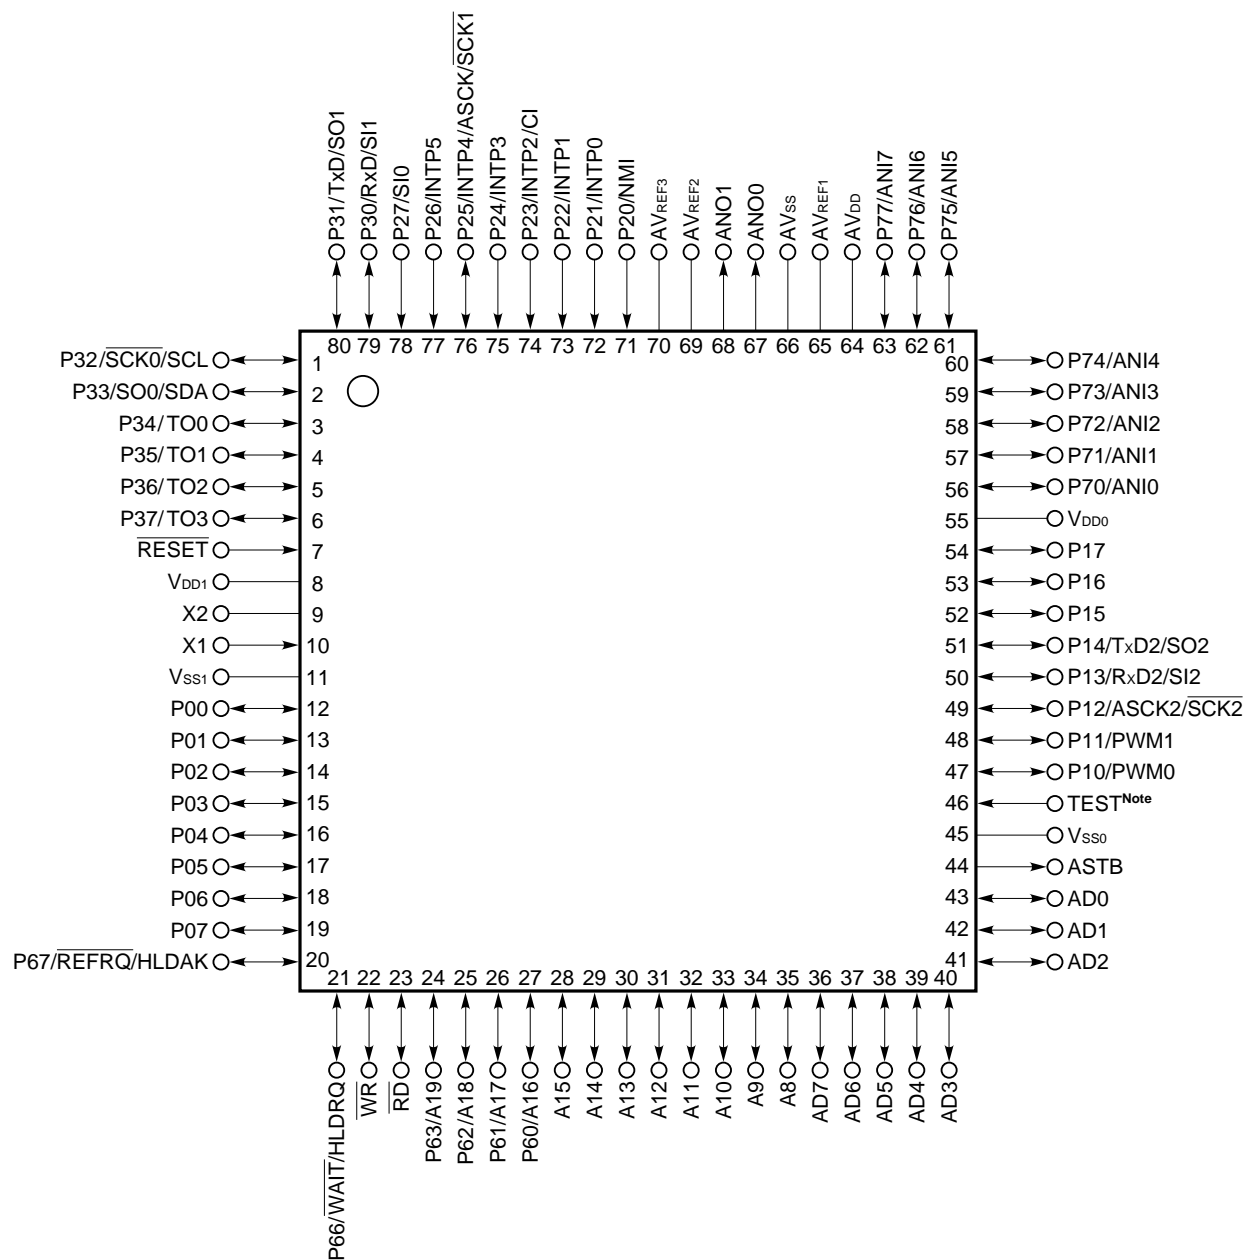 P31/TxD/SO1
P30/RxD/SI1
P27/SI0
P26/INTP5
P25/INTP4/ASCK/S̅C̅K̅1̅
P24/INTP3
P23/INTP2/CI
P22/INTP1
P21/INTP0
P20/NMI
AVREF3
AVREF2
ANO1
ANO0
AVSS
AVREF1
AVDD
P77/ANI7
P76/ANI6
P75/ANI5
80 79 78 77 76 75 74 73 72 71 70 69 68 67 66 65 64 63 62 61
P32/S̅C̅K̅0̅/SCL 1
P33/SO0/SDA 2
P34/TO0 3
P35/TO1 4
P36/TO2 5
P37/TO3 6
R̅E̅S̅E̅T̅ 7
VDD1 8
X2 9
X1 10
VSS1 11
P00 12
P01 13
P02 14
P03 15
P04 16
P05 17
P06 18
P07 19
P67/R̅E̅F̅R̅Q̅/HLDAK 20
60 P74/ANI4
59 P73/ANI3
58 P72/ANI2
57 P71/ANI1
56 P70/ANI0
55 VDD0
54 P17
53 P16
52 P15
51 P14/TxD2/SO2
50 P13/RxD2/SI2
49 P12/ASCK2/S̅C̅K̅2̅
48 P11/PWM1
47 P10/PWM0
46 TESTNote
45 VSS0
44 ASTB
43 AD0
42 AD1
41 AD2
21 22 23 24 25 26 27 28 29 30 31 32 33 34 35 36 37 38 39 40
P66/W̅A̅I̅T̅/HLDRQ
W̅R̅
R̅D̅
P63/A19
P62/A18
P61/A17
P60/A16
A15
A14
A13
A12
A11
A10
A9
A8
AD7
AD6
AD5
AD4
AD3